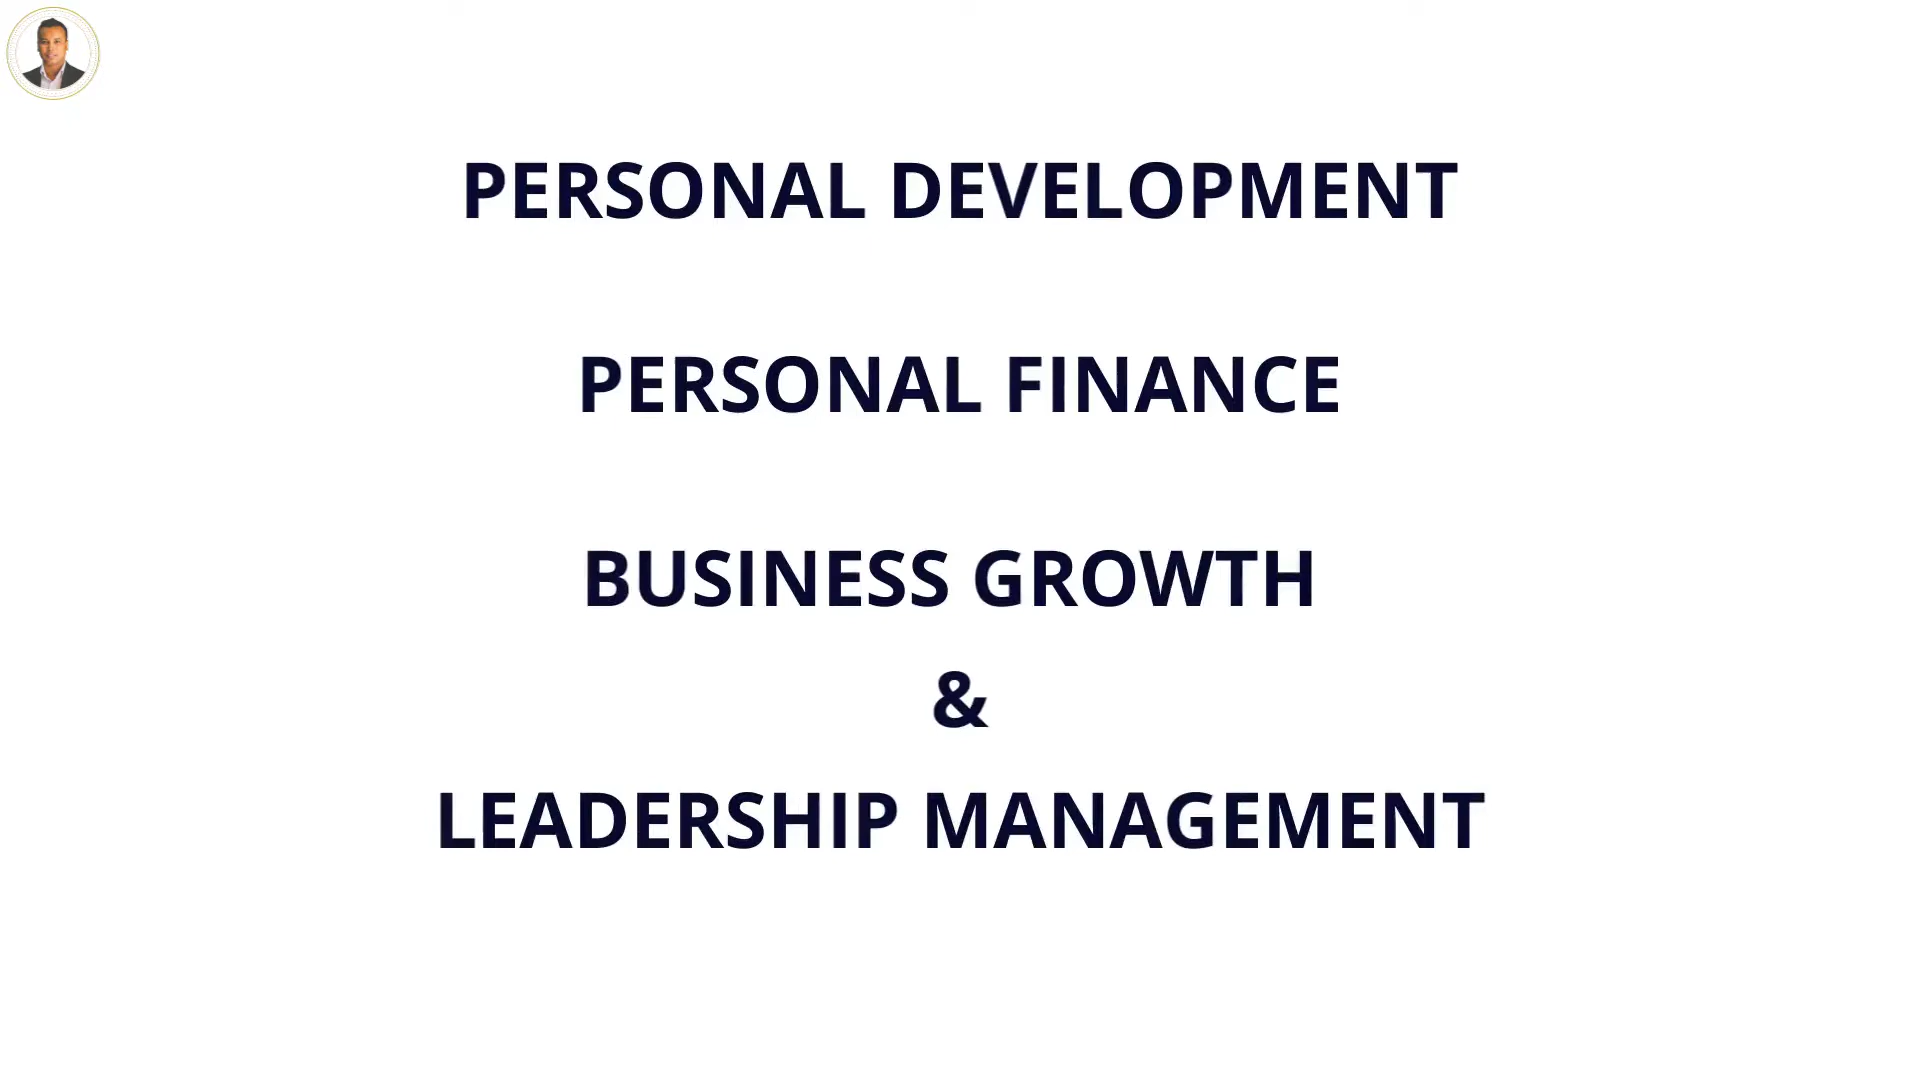 PERSONAL DEVELOPMENT
PERSONAL FINANCE
BUSINESS GROWTH
&
LEADERSHIP MANAGEMENT